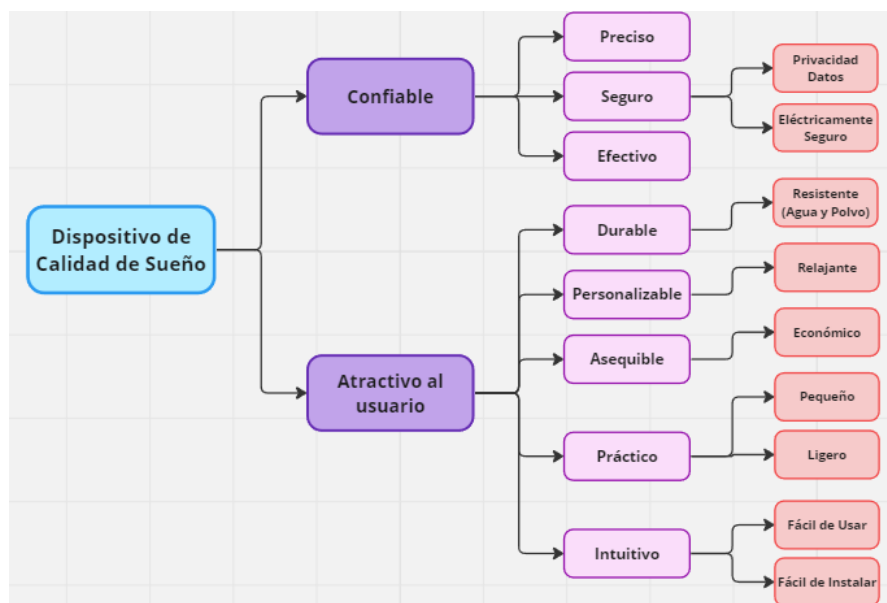 Dispositivo de
Calidad de Sueño
Confiable
Atractivo al
usuario
Preciso
Seguro
Efectivo
Durable
Personalizable
Asequible
Práctico
Intuitivo
Privacidad
Datos
Eléctricamente
Seguro
Resistente
(Agua y Polvo)
Relajante
Económico
Pequeño
Ligero
Fácil de Usar
Fácil de Instalar